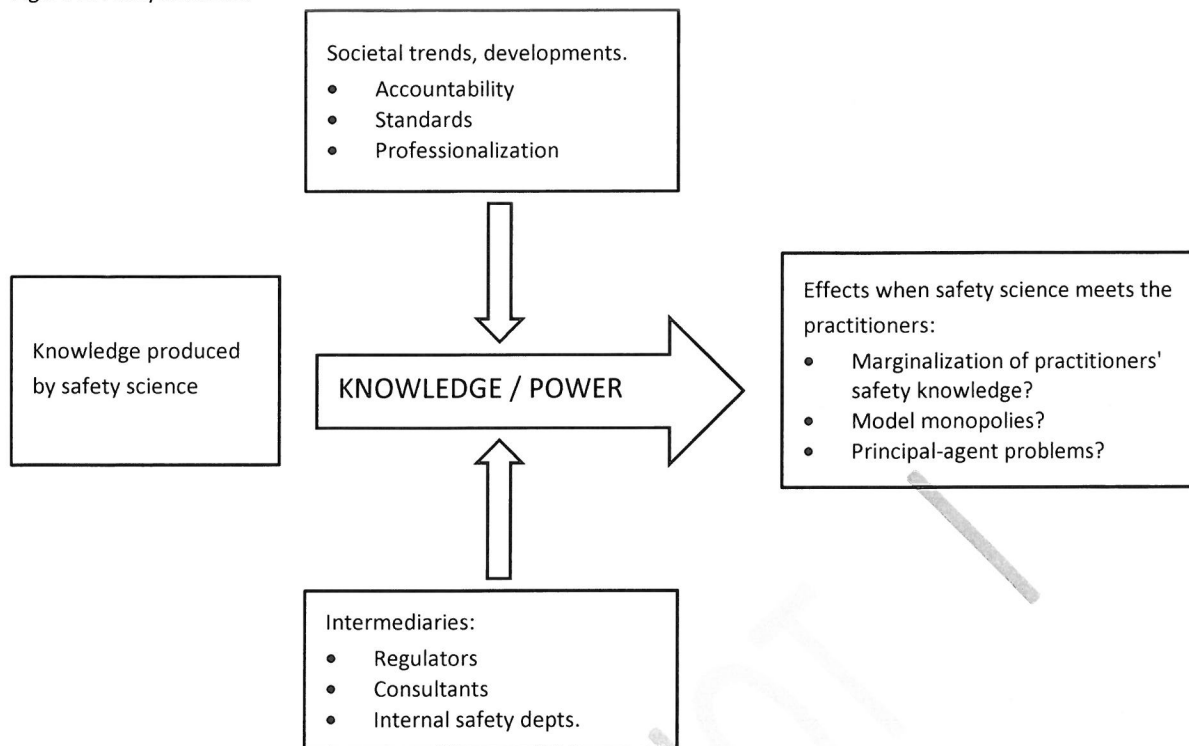 Societal trends, developments.
• Accountability
• Standards
• Professionalization
Knowledge produced
by safety science
KNOWLEDGE / POWER
Effects when safety science meets the
practitioners:
• Marginalization of practitioners'
safety knowledge?
• Model monopolies?
• Principal-agent problems?
Intermediaries:
• Regulators
• Consultants
• Internal safety depts.